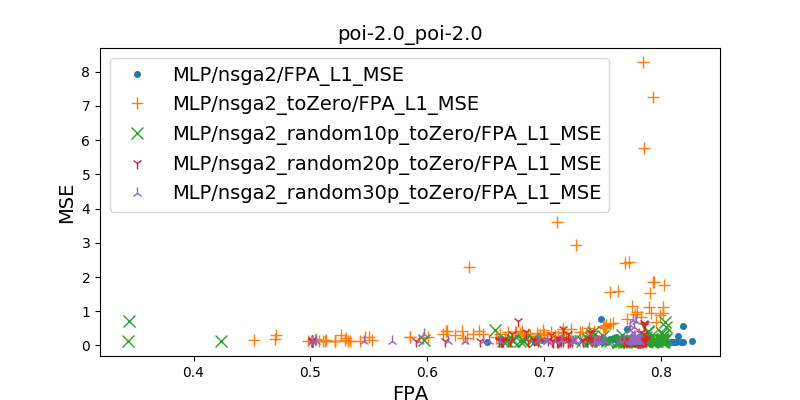 poi-2.0_poi-2.0
MLP/nsga2/FPA_L1_MSE
MLP/nsga2_toZero/FPA_L1_MSE
MLP/nsga2_random10p_toZero/FPA_L1_MSE
MLP/nsga2_random20p_toZero/FPA_L1_MSE
MLP/nsga2_random30p_toZero/FPA_L1_MSE
MSE
8
7
6
5
4
3
2
1
0
0.4 0.5 0.6 0.7 0.8
FPA